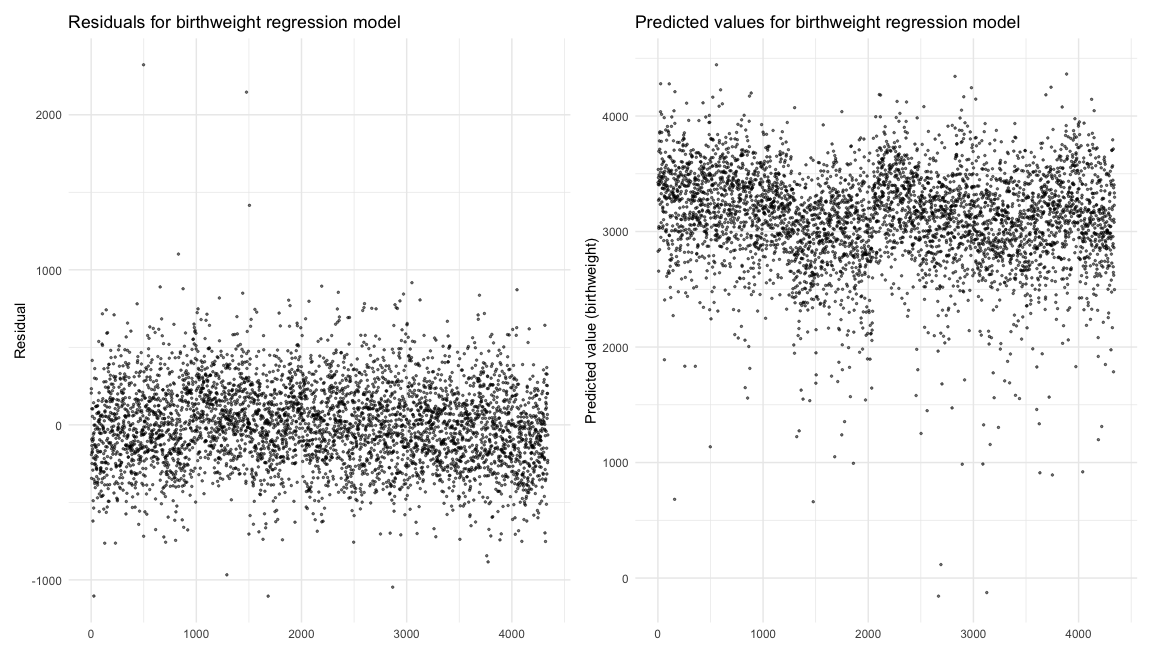 Residuals for birthweight regression model
Residual
2000
1000
0
-1000
0 1000 2000 3000 4000
Predicted values for birthweight regression model
Predicted value (birthweight)
4000
3000
2000
1000
0
0 1000 2000 3000 4000